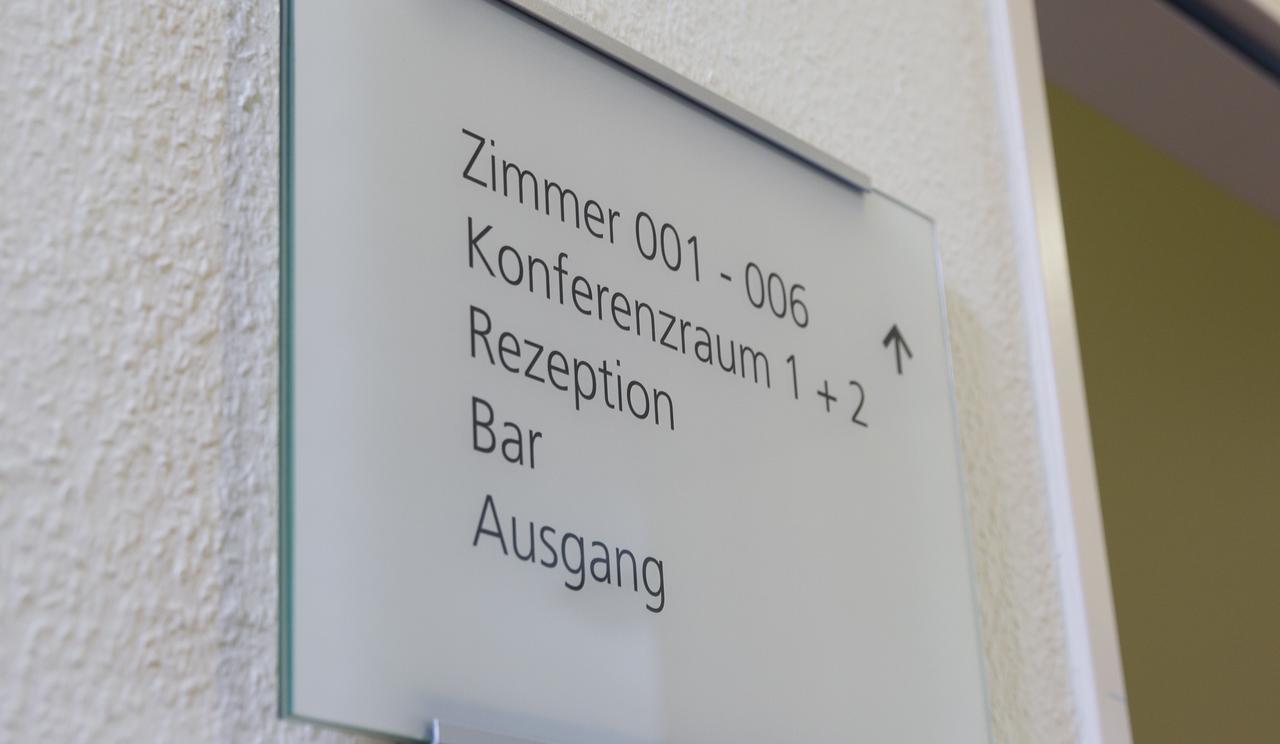 Zimmer 001 - 006
Konferenzraum 1 + 2 ↑
Rezeption
Bar
Ausgang